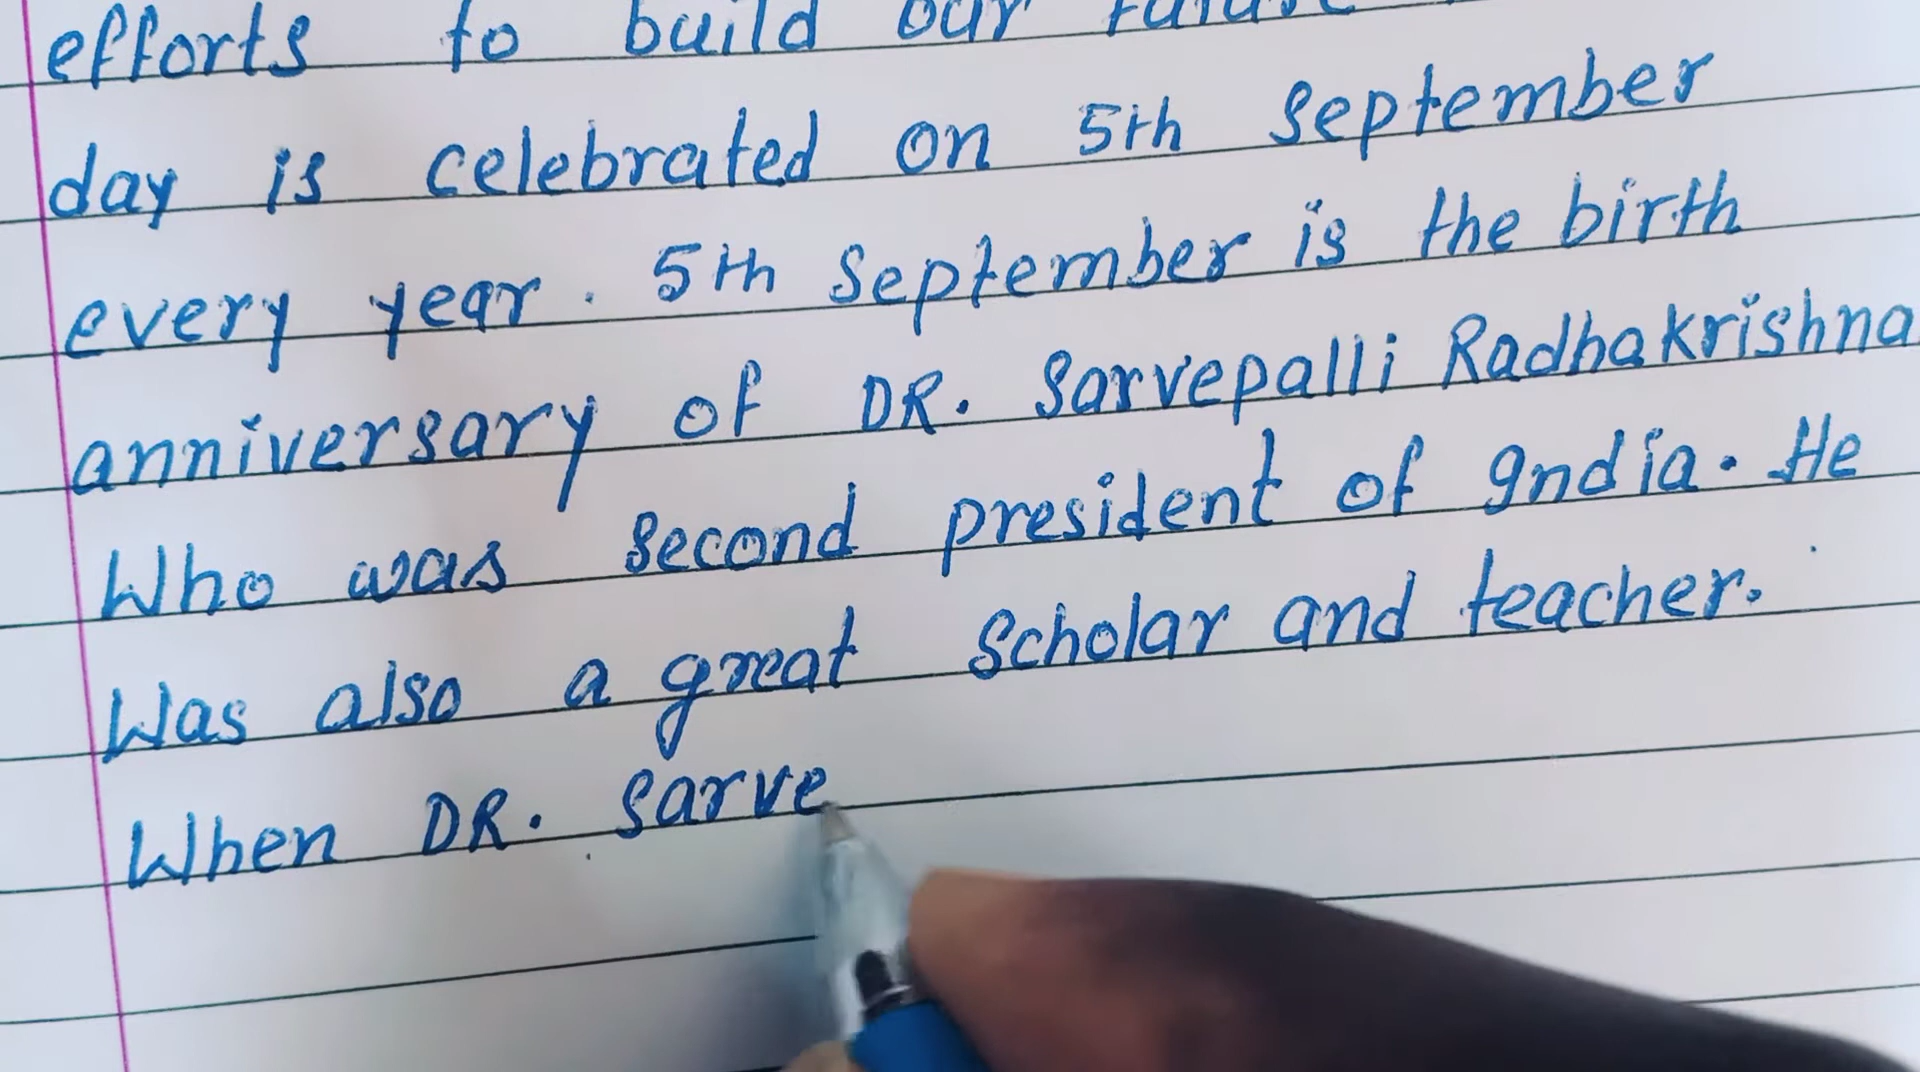 efforts to build our future
day is celebrated on 5th September
every year. 5th September is the birth
anniversary of DR. Sarvepalli Radhakrishna
Who was second president of India. He
Was also a great Scholar and teacher.
When DR. Sarve